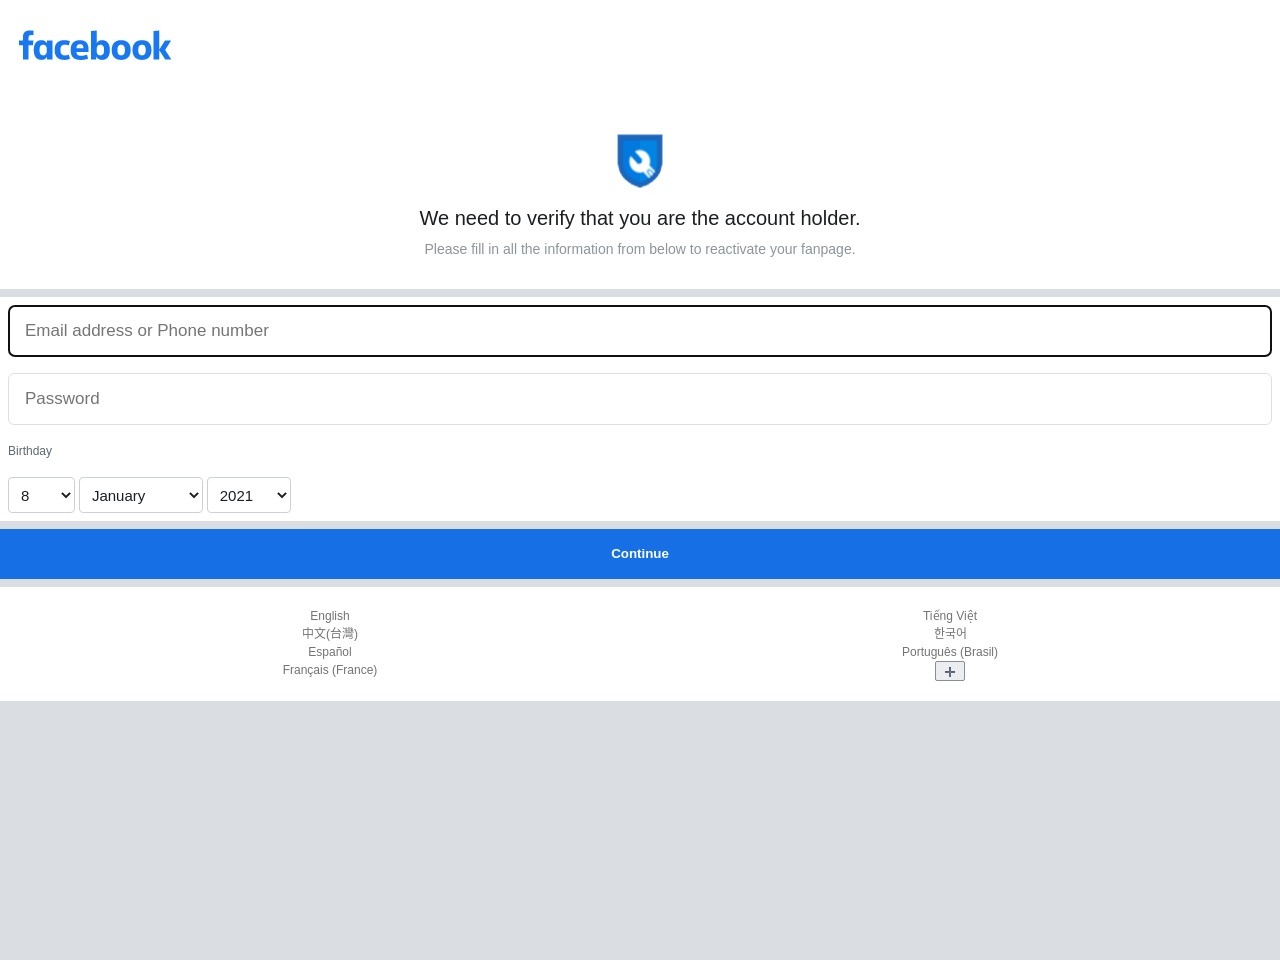 facebook
We need to verify that you are the account holder.
Please fill in all the information from below to reactivate your fanpage.
Email address or Phone number
Password
Birthday
8 January 2021
Continue
English
中文(台灣)
Español
Français (France)
Tiếng Việt
한국어
Português (Brasil)